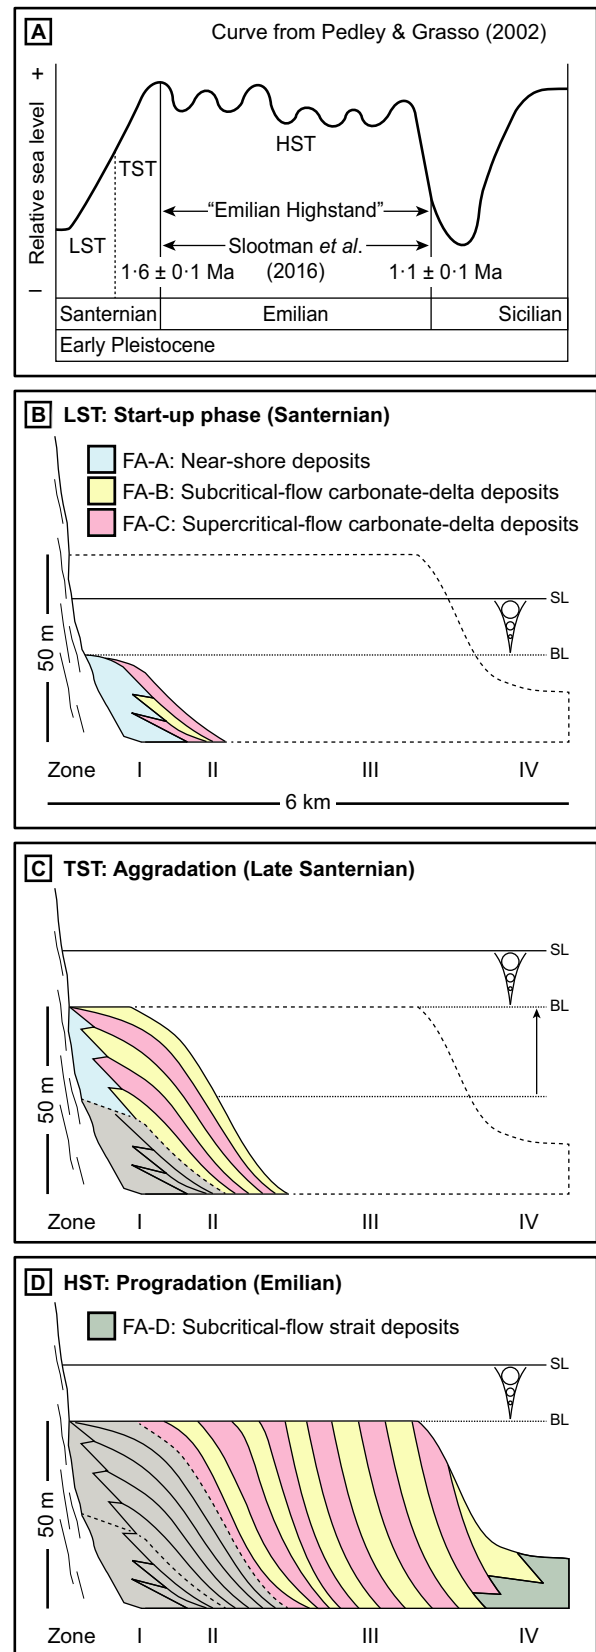 A
Curve from Pedley & Grasso (2002)
+
Relative sea level
–
LST
TST
HST
“Emilian Highstand”
Slootman et al.
(2016)
1·6 ± 0·1 Ma
1·1 ± 0·1 Ma
Santernian
Emilian
Sicilian
Early Pleistocene
B LST: Start-up phase (Santernian)
FA-A: Near-shore deposits
FA-B: Subcritical-flow carbonate-delta deposits
FA-C: Supercritical-flow carbonate-delta deposits
SL
BL
50 m
Zone I II III IV
6 km
C TST: Aggradation (Late Santernian)
SL
BL
50 m
Zone I II III IV
D HST: Progradation (Emilian)
FA-D: Subcritical-flow strait deposits
SL
BL
50 m
Zone I II III IV